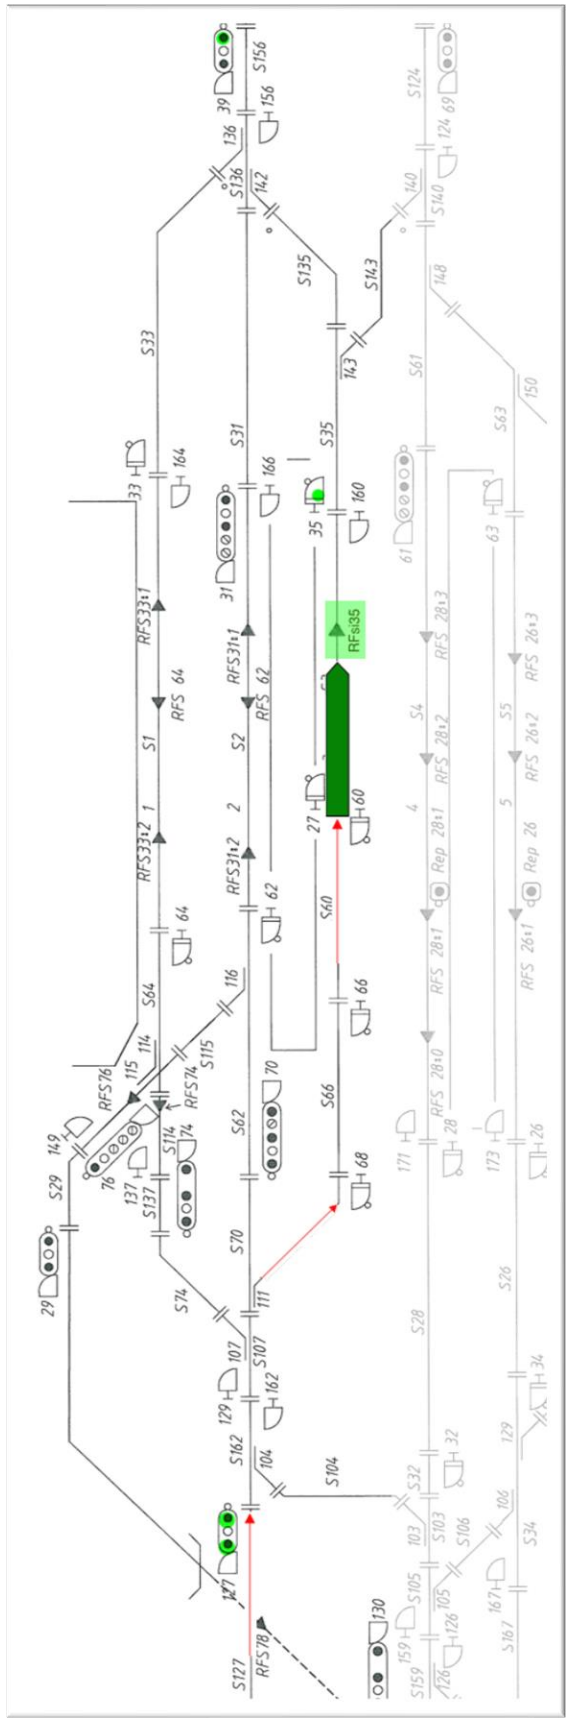 S156
S124
39
156
69
124
136
S136
142
140
S140
S135
S143
148
S33
143
S61
150
S31
S35
S63
164
33
166
160
35
31
61
63
RFS33:1
RFS31:1
RFsi35
RFS 28:3
RFS 26:3
RFS 64
RFS 62
S1
S2
S4
S5
RFS 28:2
RFS 26:2
1
2
4
5
27
60
RFS33:2
RFS31:2
Rep 28:1
Rep 26
64
62
S60
RFS 28:1
RFS 26:1
116
66
S64
114
S115
115
RFS76
RFS74
70
S66
RFS 28:0
149
S114
74
S62
76
137
S137
68
171
28
173
26
S29
S70
29
S74
111
S26
S28
107
S107
34
129
162
129
S162
104
S104
32
S32
106
127
103
S103
S106
S34
S105
105
167
S127
RFS78
130
159
126
S167
S159
126